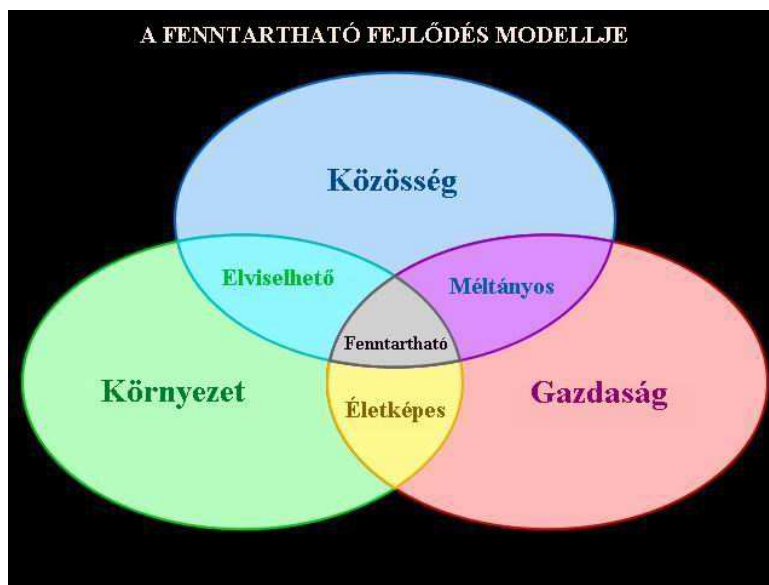 A FENNTARTHATÓ FEJLŐDÉS MODELLJE
Közösség
Elviselhető
Méltányos
Fenntartható
Környezet
Életképes
Gazdaság